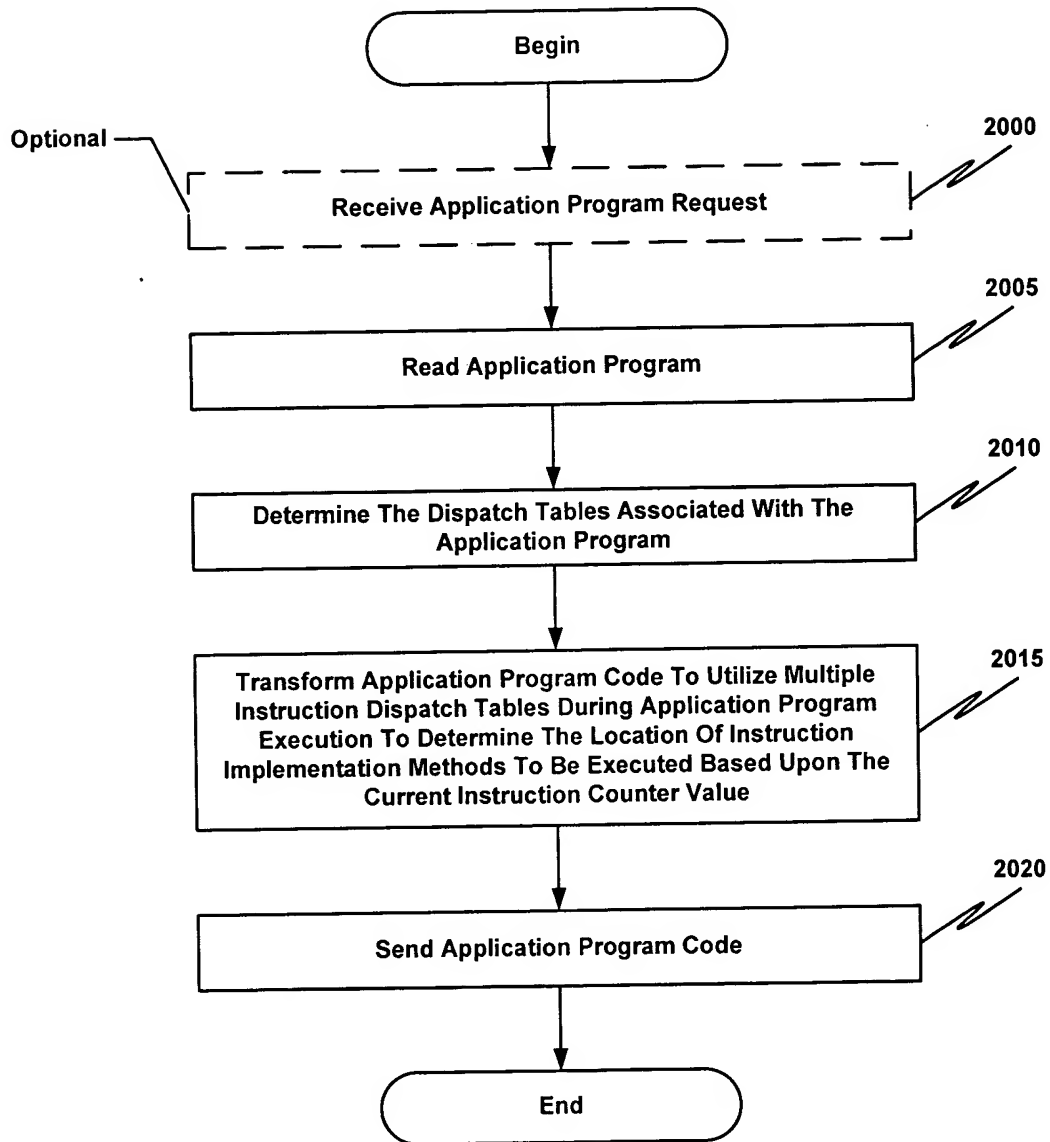 Begin
Optional
2000
Receive Application Program Request
2005
Read Application Program
2010
Determine The Dispatch Tables Associated With The
Application Program
2015
Transform Application Program Code To Utilize Multiple
Instruction Dispatch Tables During Application Program
Execution To Determine The Location Of Instruction
Implementation Methods To Be Executed Based Upon The
Current Instruction Counter Value
2020
Send Application Program Code
End